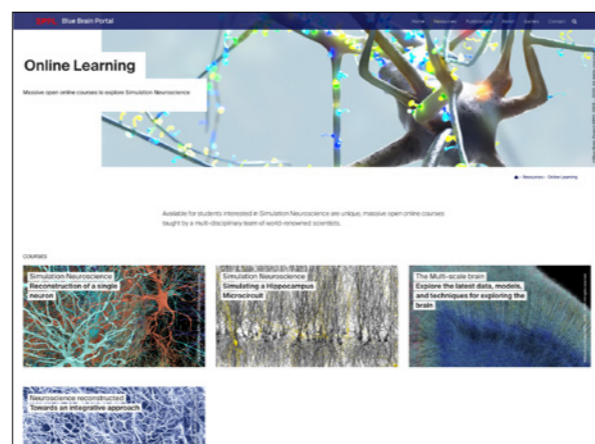 EPFL Blue Brain Portal
Home Resources Publications About Gallery Contact
Online Learning
Massive open online courses to explore Simulation Neuroscience
Resources Online Learning
Available for students interested in Simulation Neuroscience are unique, massive open online courses
taught by a multi-disciplinary team of world-renowned scientists.
COURSES
Simulation Neuroscience
Reconstruction of a single
neuron
Simulation Neuroscience
Simulating a Hippocampus
Microcircuit
The Multi-scale brain
Explore the latest data, models,
and techniques for exploring the
brain
Neuroscience reconstructed
Towards an integrative approach